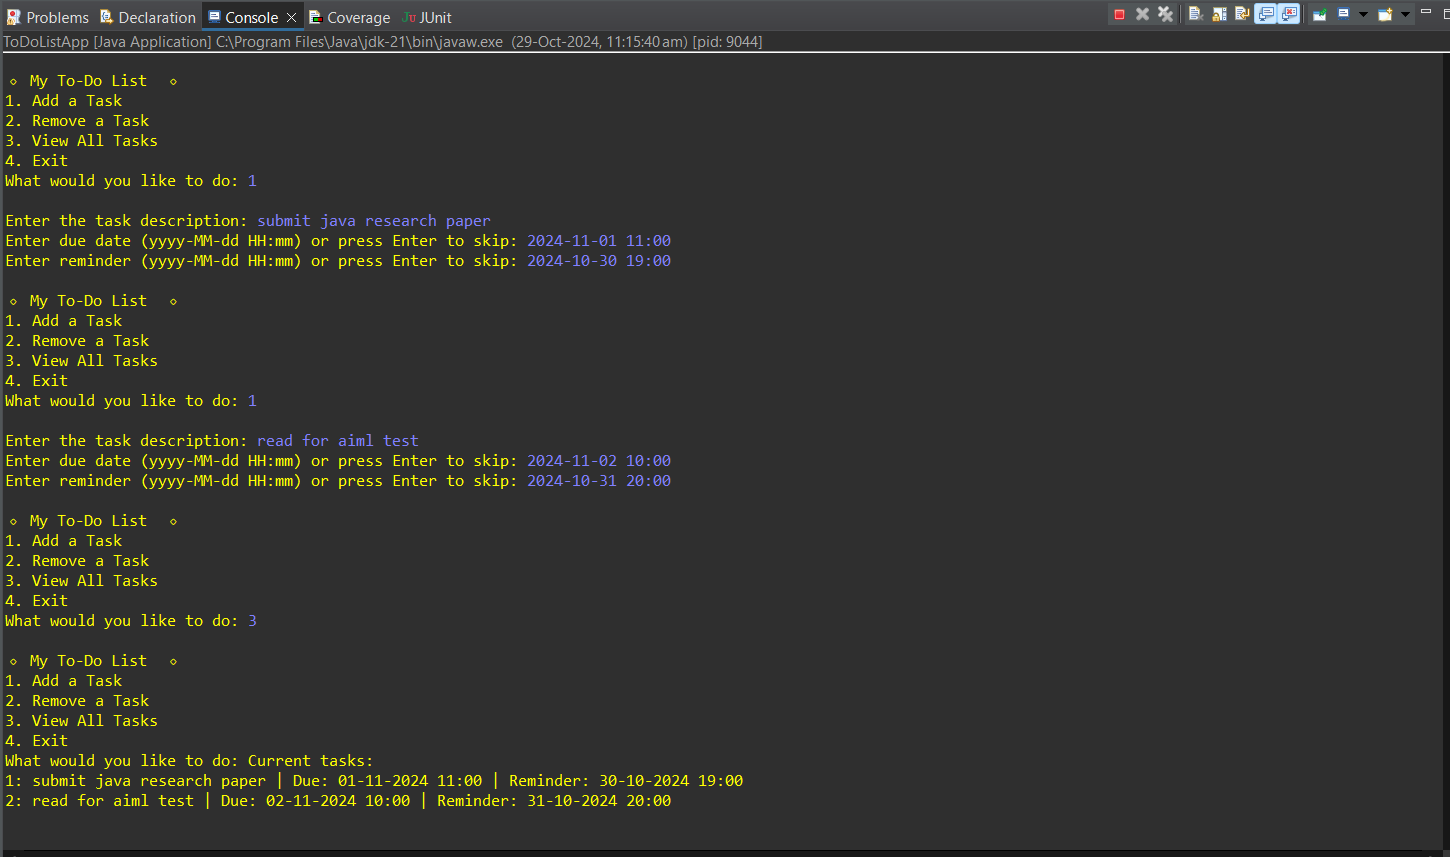 Problems Declaration Console Coverage JUnit
ToDoListApp [Java Application] C:\Program Files\Java\jdk-21\bin\javaw.exe (29-Oct-2024, 11:15:40 am) [pid: 9044]
⋄ My To-Do List ⋄
1. Add a Task
2. Remove a Task
3. View All Tasks
4. Exit
What would you like to do: 1
Enter the task description: submit java research paper
Enter due date (yyyy-MM-dd HH:mm) or press Enter to skip: 2024-11-01 11:00
Enter reminder (yyyy-MM-dd HH:mm) or press Enter to skip: 2024-10-30 19:00
⋄ My To-Do List ⋄
1. Add a Task
2. Remove a Task
3. View All Tasks
4. Exit
What would you like to do: 1
Enter the task description: read for aiml test
Enter due date (yyyy-MM-dd HH:mm) or press Enter to skip: 2024-11-02 10:00
Enter reminder (yyyy-MM-dd HH:mm) or press Enter to skip: 2024-10-31 20:00
⋄ My To-Do List ⋄
1. Add a Task
2. Remove a Task
3. View All Tasks
4. Exit
What would you like to do: 3
⋄ My To-Do List ⋄
1. Add a Task
2. Remove a Task
3. View All Tasks
4. Exit
What would you like to do: Current tasks:
1: submit java research paper | Due: 01-11-2024 11:00 | Reminder: 30-10-2024 19:00
2: read for aiml test | Due: 02-11-2024 10:00 | Reminder: 31-10-2024 20:00